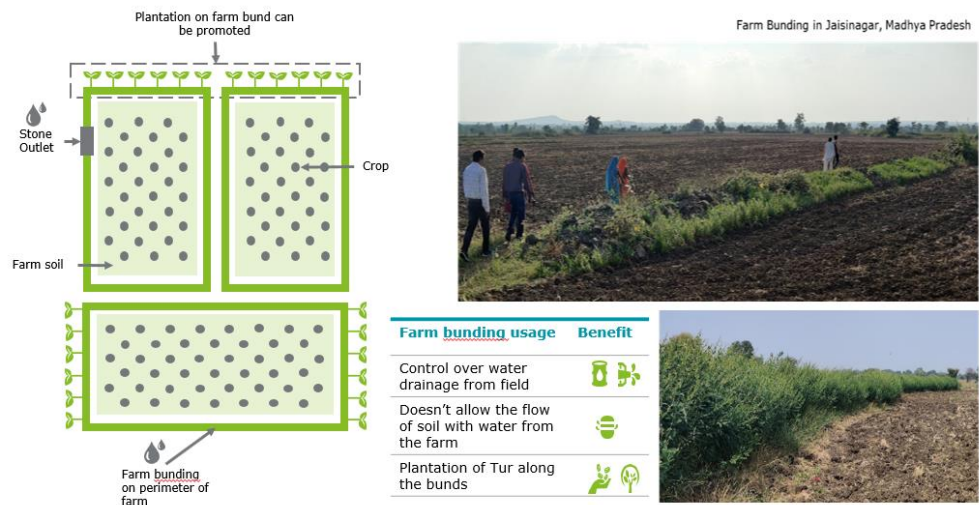 Plantation on farm bund can
be promoted
Farm Bunding in Jaisinagar, Madhya Pradesh
Stone
Outlet
Crop
Farm soil
Farm bunding
on perimeter of
farm
Farm bunding usage Benefit
Control over water
drainage from field
Doesn't allow the flow
of soil with water from
the farm
Plantation of Tur along
the bunds